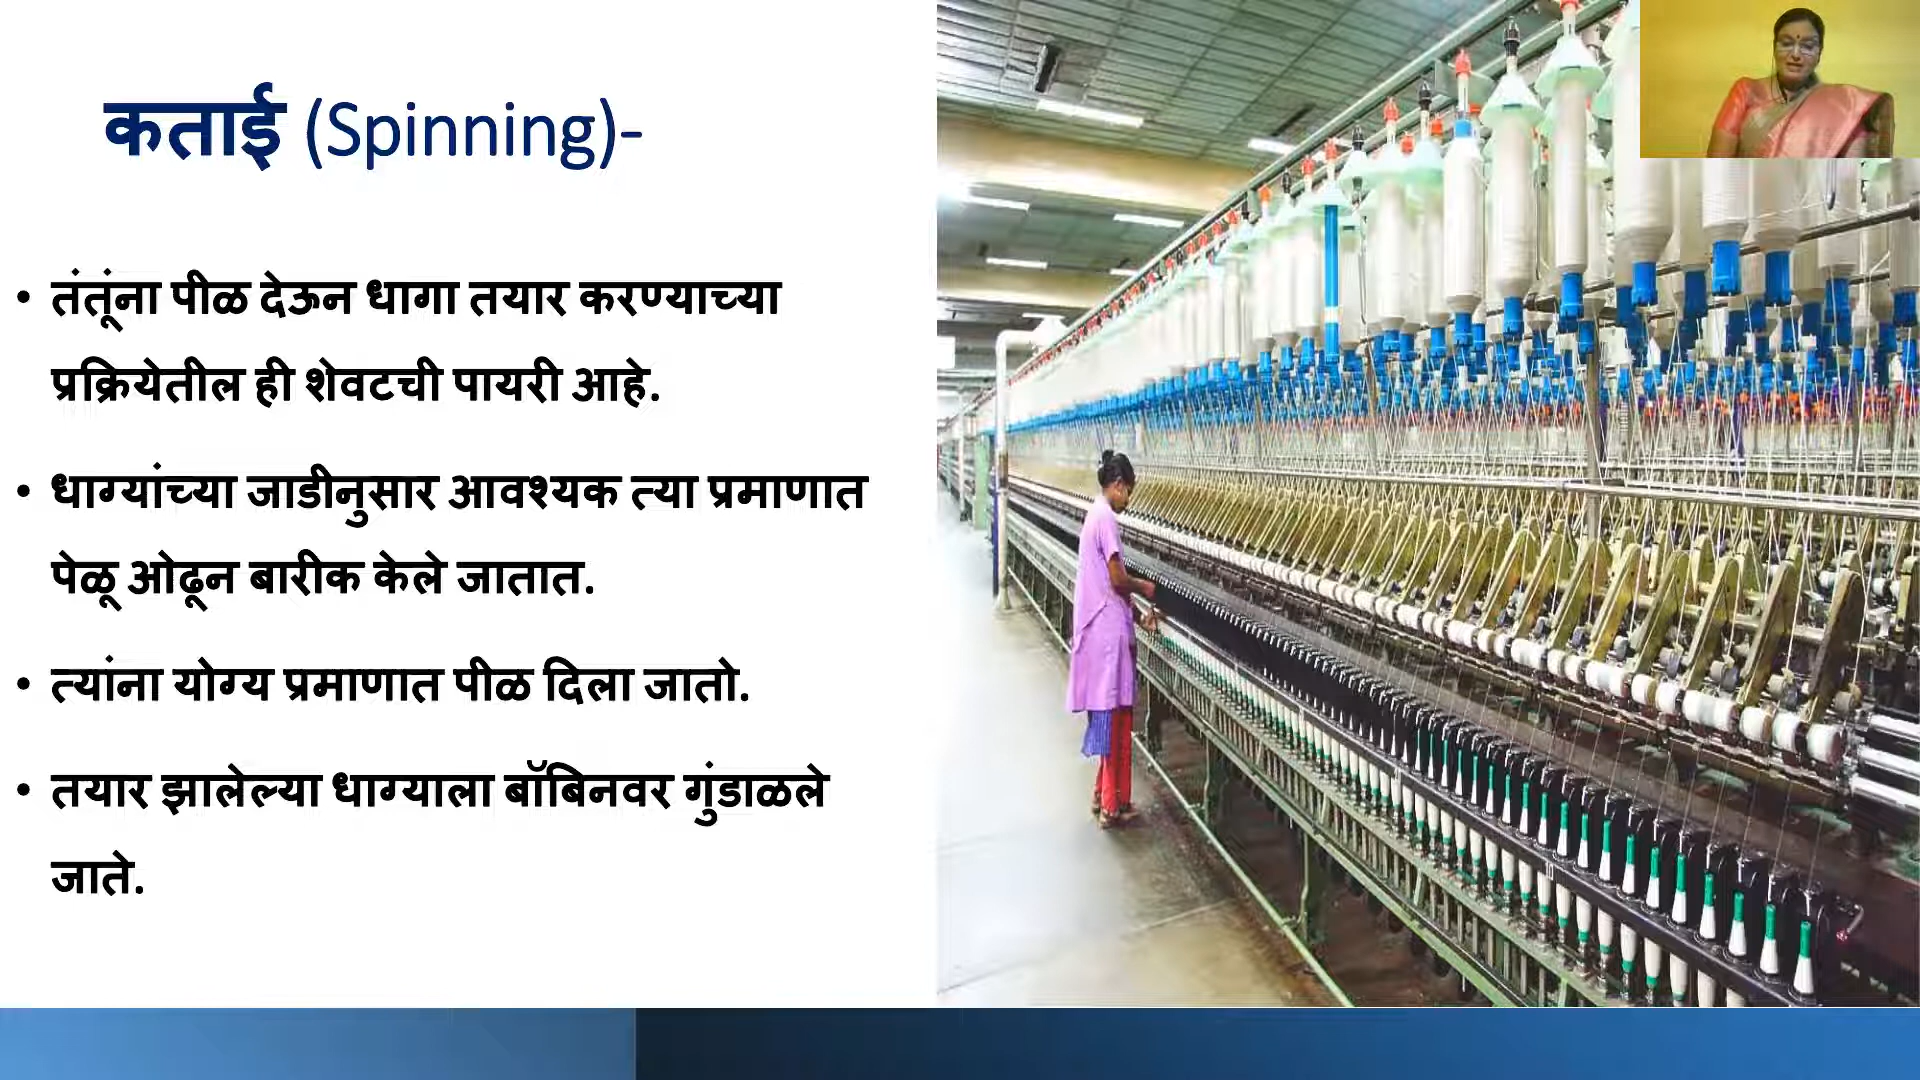 कताई (Spinning)-
• तंतूंना पीळ देऊन धागा तयार करण्याच्या
प्रक्रियेतील ही शेवटची पायरी आहे.
• धाग्यांच्या जाडीनुसार आवश्यक त्या प्रमाणात
पेळू ओढून बारीक केले जातात.
• त्यांना योग्य प्रमाणात पीळ दिला जातो.
• तयार झालेल्या धाग्याला बॉबिनवर गुंडाळले
जाते.